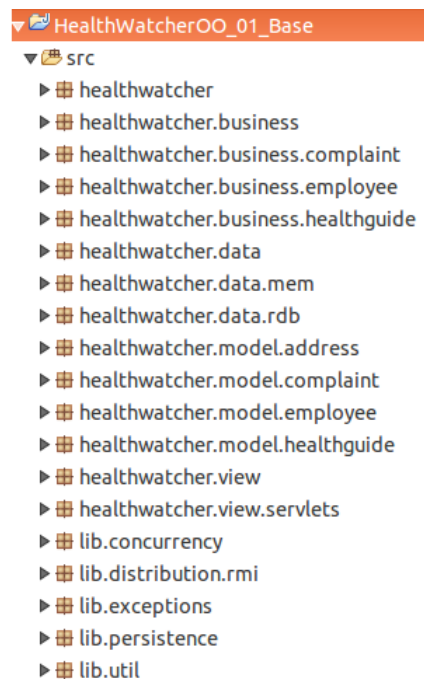 HealthWatcherOO_01_Base
src
healthwatcher
healthwatcher.business
healthwatcher.business.complaint
healthwatcher.business.employee
healthwatcher.business.healthguide
healthwatcher.data
healthwatcher.data.mem
healthwatcher.data.rdb
healthwatcher.model.address
healthwatcher.model.complaint
healthwatcher.model.employee
healthwatcher.model.healthguide
healthwatcher.view
healthwatcher.view.servlets
lib.concurrency
lib.distribution.rmi
lib.exceptions
lib.persistence
lib.util